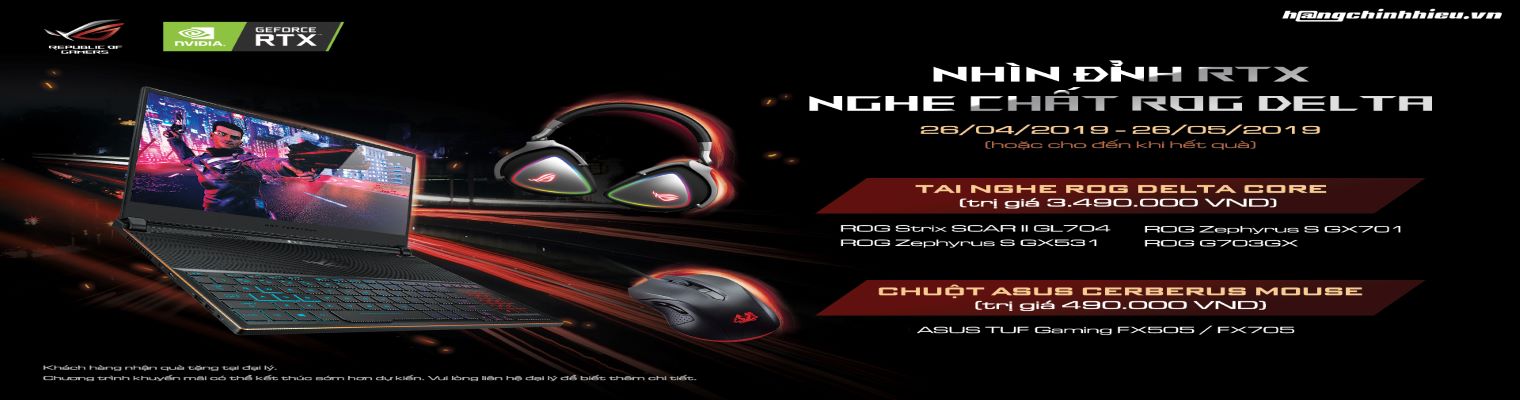 REPUBLIC OF
GAMERS
NVIDIA.
GEFORCE
RTX
h@ngchinhhieu.vn
NHÌN ĐỈNH RTX
NGHE CHẤT ROG DELTA
26/04/2019 - 26/05/2019
(hoặc cho đến khi hết quà)
TAI NGHE ROG DELTA CORE
(trị giá 3.490.000 VND)
ROG Strix SCAR II GL704
ROG Zephyrus S GX701
ROG Zephyrus S GX531
ROG G703GX
CHUỘT ASUS CERBERUS MOUSE
(trị giá 490.000 VND)
ASUS TUF Gaming FX505 / FX705
Khách hàng nhận quà tặng tại đại lý.
Chương trình khuyến mãi có thể kết thúc sớm hơn dự kiến. Vui lòng liên hệ đại lý để biết thêm chi tiết.